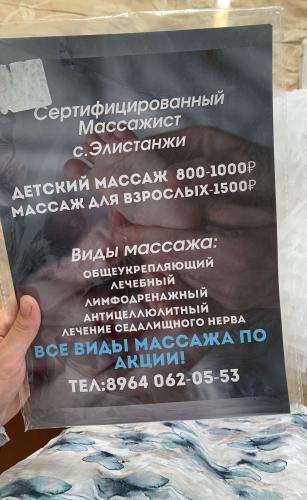 Сертифицированный
Массажист
с.Элистанжи
ДЕТСКИЙ МАССАЖ 800-1000₽
МАССАЖ ДЛЯ ВЗРОСЛЫХ-1500₽
Виды массажа:
ОБЩЕУКРЕПЛЯЮЩИЙ
ЛЕЧЕБНЫЙ
ЛИМФОДРЕНАЖНЫЙ
АНТИЦЕЛЛЮЛИТНЫЙ
ЛЕЧЕНИЕ СЕДАЛИЩНОГО НЕРВА
ВСЕ ВИДЫ МАССАЖА ПО
АКЦИИ!
ТЕЛ:8964 062-05-53